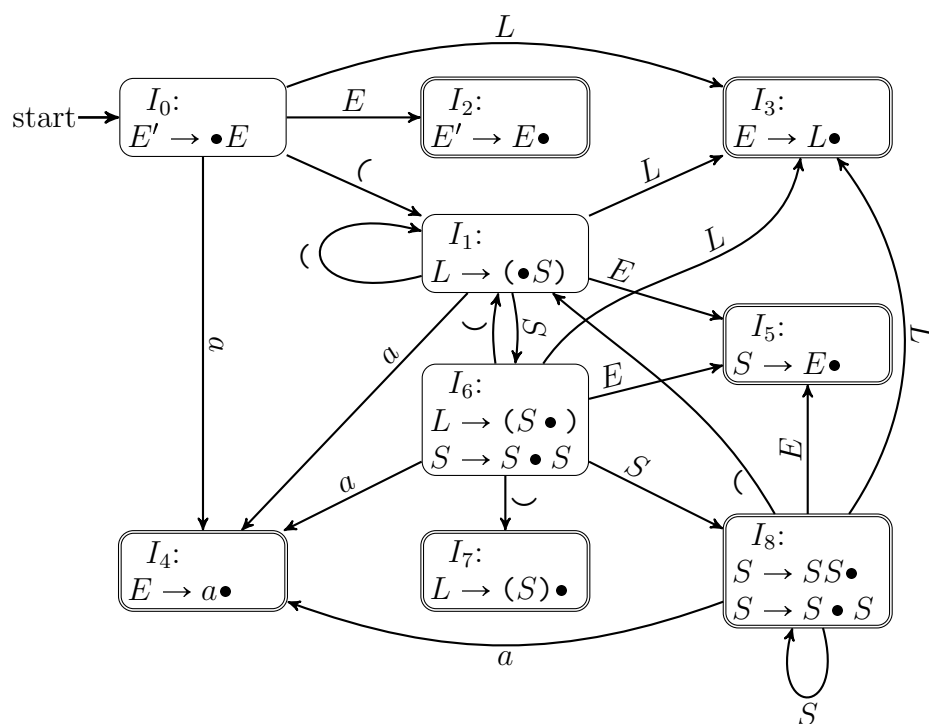 L
I₀:
start
E′ → •E
E
I₂:
E′ → E•
I₃:
E → L•
(
L
(
I₁:
L → (•S)
L
E
a
a
(
S
I₅:
S → E•
I₆:
L → (S•)
S → S•S
E
L
a
)
S
(
E
I₄:
E → a•
I₇:
L → (S)•
I₈:
S → SS•
S → S•S
a
S